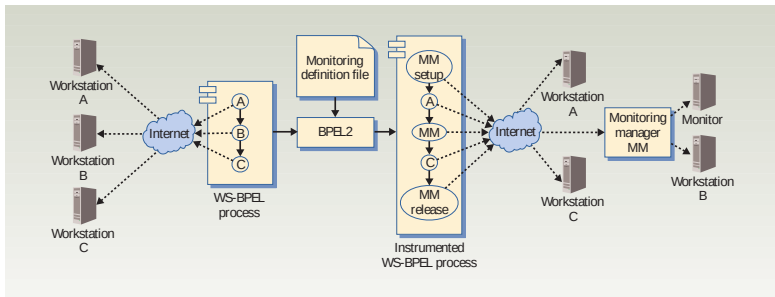 Workstation
A
Workstation
B
Workstation
C
Internet
A
B
C
WS-BPEL
process
Monitoring
definition file
BPEL2
MM
setup
A
MM
C
MM
release
Instrumented
WS-BPEL process
Internet
Workstation
A
Workstation
C
Monitoring
manager
MM
Monitor
Workstation
B